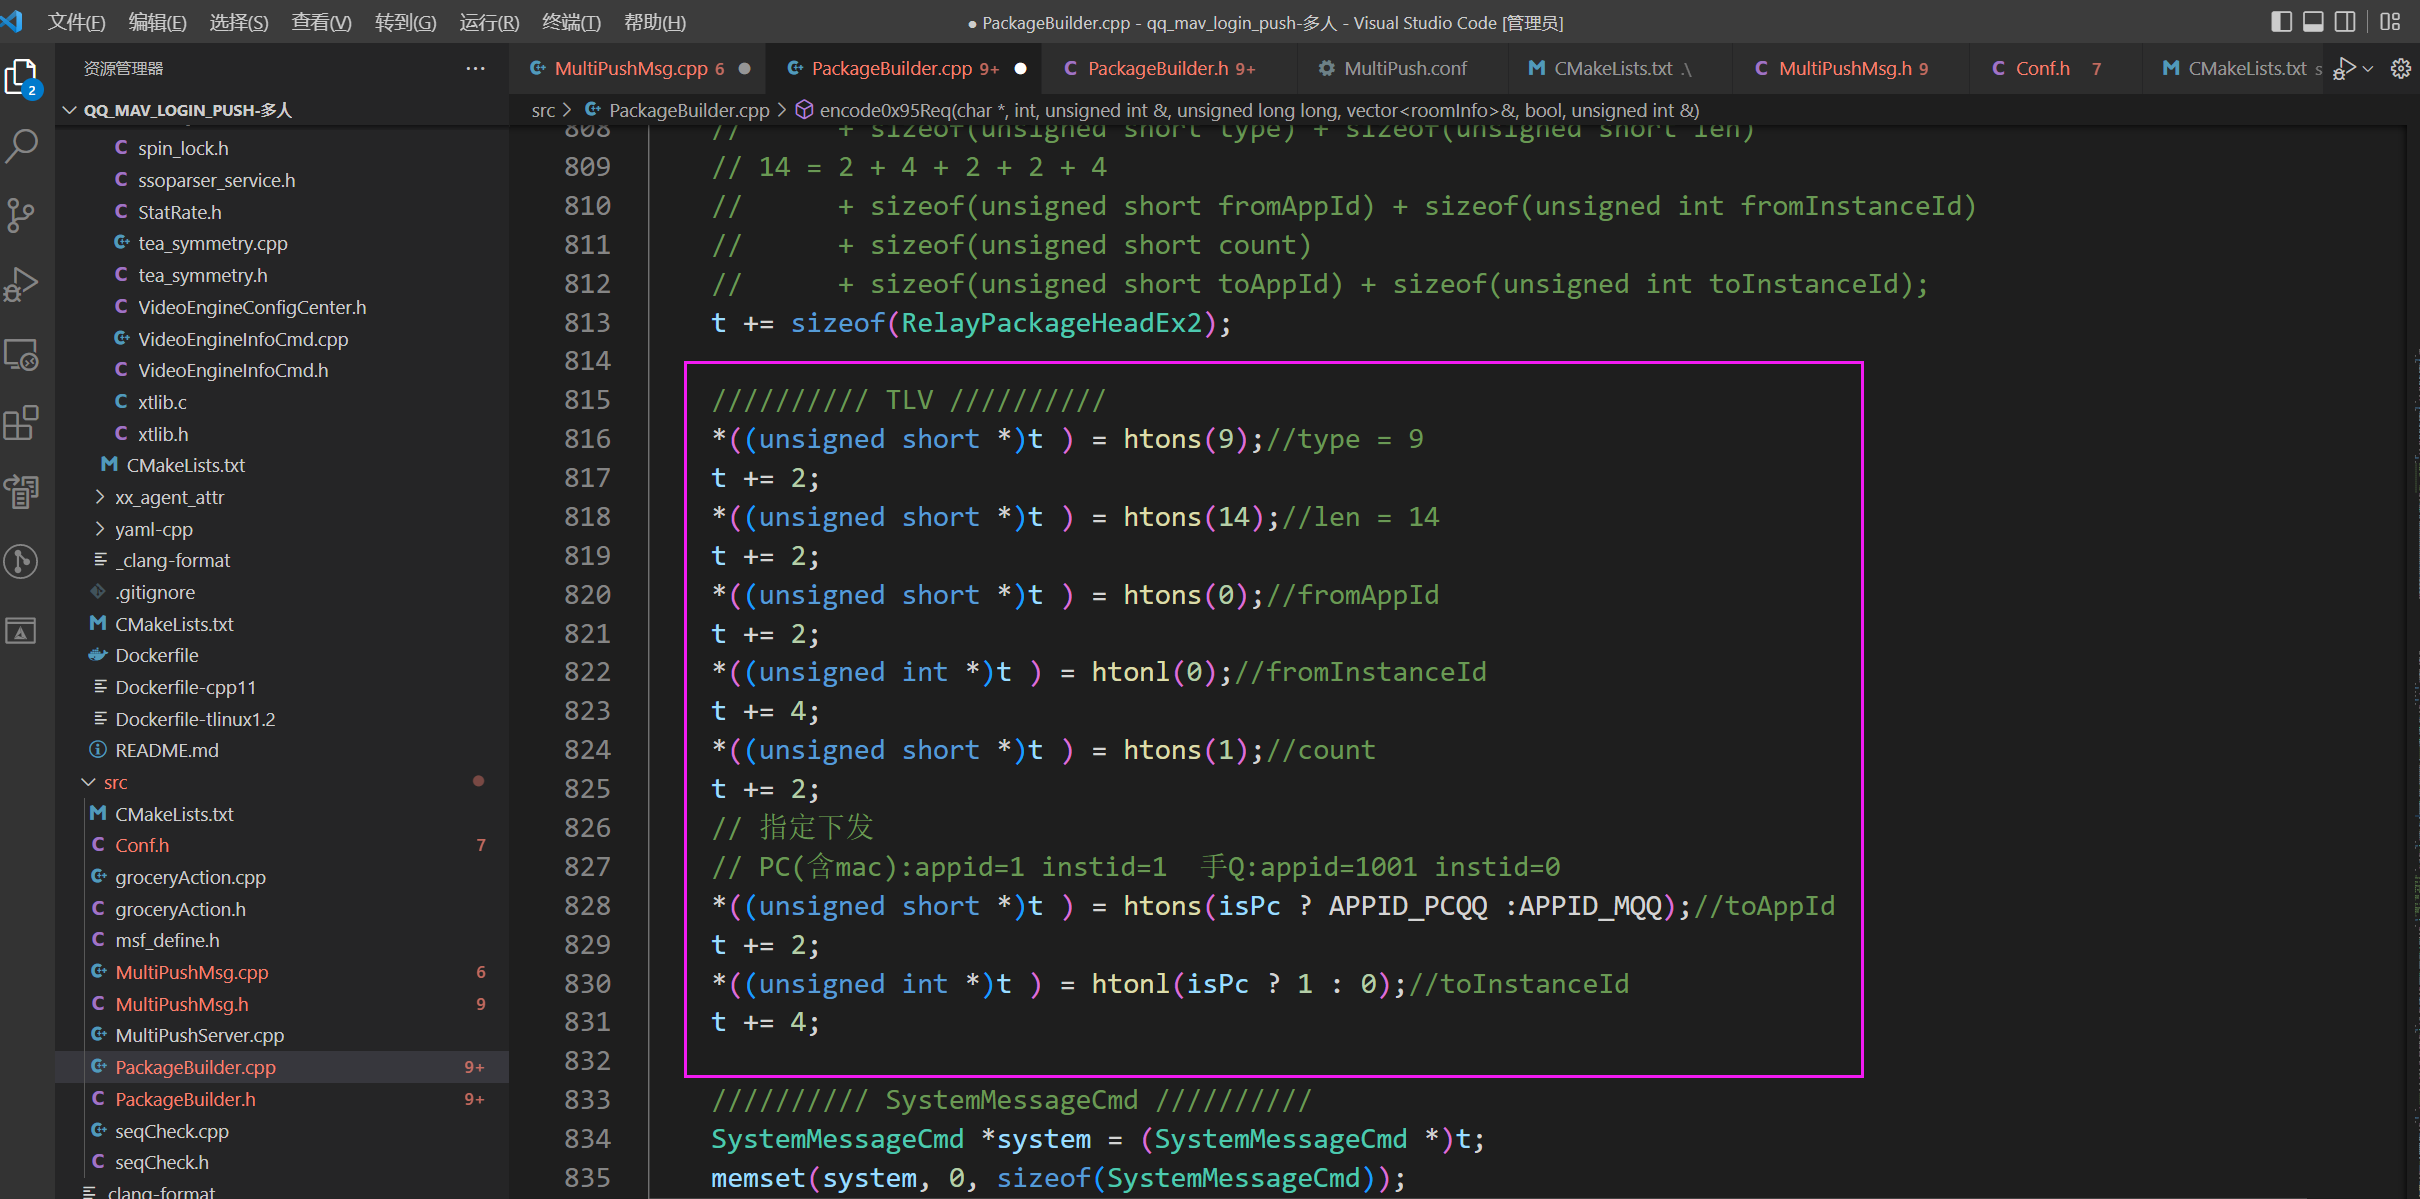 文件(F) 编辑(E) 选择(S) 查看(V) 转到(G) 运行(R) 终端(T) 帮助(H)
● PackageBuilder.cpp - qq_mav_login_push-多人 - Visual Studio Code [管理员]
资源管理器 ···
MultiPushMsg.cpp 6 ●
PackageBuilder.cpp 9+ ●
PackageBuilder.h 9+
MultiPush.conf
CMakeLists.txt .\
MultiPushMsg.h 9
Conf.h 7
CMakeLists.txt s
2
QQ_MAV_LOGIN_PUSH-多人
src > PackageBuilder.cpp > encode0x95Req(char *, int, unsigned int &, unsigned long long, vector<roomInfo>&, bool, unsigned int &)
C spin_lock.h
C ssoparser_service.h
C StatRate.h
tea_symmetry.cpp
C tea_symmetry.h
C VideoEngineConfigCenter.h
VideoEngineInfoCmd.cpp
C VideoEngineInfoCmd.h
C xtlib.c
C xtlib.h
M CMakeLists.txt
> xx_agent_attr
> yaml-cpp
_clang-format
.gitignore
M CMakeLists.txt
Dockerfile
Dockerfile-cpp11
Dockerfile-tlinux1.2
README.md
src
M CMakeLists.txt
C Conf.h 7
groceryAction.cpp
C groceryAction.h
C msf_define.h
MultiPushMsg.cpp 6
C MultiPushMsg.h 9
MultiPushServer.cpp
PackageBuilder.cpp 9+
C PackageBuilder.h 9+
seqCheck.cpp
C seqCheck.h
clang-format
808 //      + sizeof(unsigned short type) + sizeof(unsigned short len)
809 // 14 = 2 + 4 + 2 + 2 + 4
810 //      + sizeof(unsigned short fromAppId) + sizeof(unsigned int fromInstanceId)
811 //      + sizeof(unsigned short count)
812 //      + sizeof(unsigned short toAppId) + sizeof(unsigned int toInstanceId);
813 t += sizeof(RelayPackageHeadEx2);
814
815 ////////// TLV //////////
816 *((unsigned short *)t ) = htons(9);//type = 9
817 t += 2;
818 *((unsigned short *)t ) = htons(14);//len = 14
819 t += 2;
820 *((unsigned short *)t ) = htons(0);//fromAppId
821 t += 2;
822 *((unsigned int *)t ) = htonl(0);//fromInstanceId
823 t += 4;
824 *((unsigned short *)t ) = htons(1);//count
825 t += 2;
826 // 指定下发
827 // PC(含mac):appid=1 instid=1  手Q:appid=1001 instid=0
828 *((unsigned short *)t ) = htons(isPc ? APPID_PCQQ :APPID_MQQ);//toAppId
829 t += 2;
830 *((unsigned int *)t ) = htonl(isPc ? 1 : 0);//toInstanceId
831 t += 4;
832
833 ////////// SystemMessageCmd //////////
834 SystemMessageCmd *system = (SystemMessageCmd *)t;
835 memset(system, 0, sizeof(SystemMessageCmd));